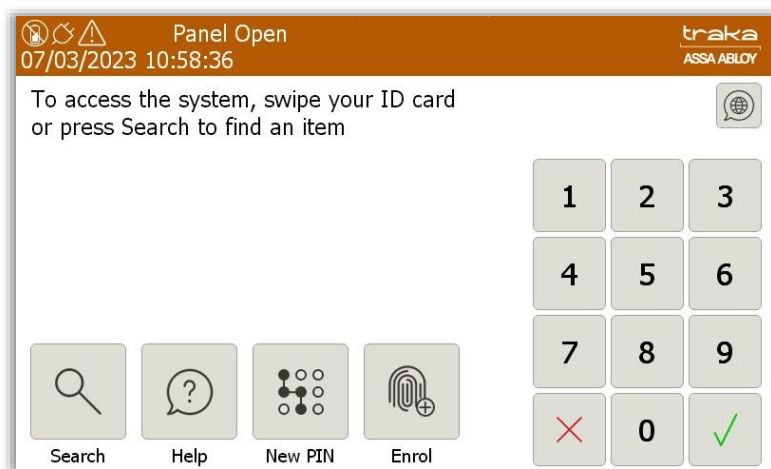 Panel Open
traka
07/03/2023 10:58:36
ASSA ABLOY
To access the system, swipe your ID card
or press Search to find an item
1 2 3
4 5 6
7 8 9
0
?
Search Help New PIN Enrol